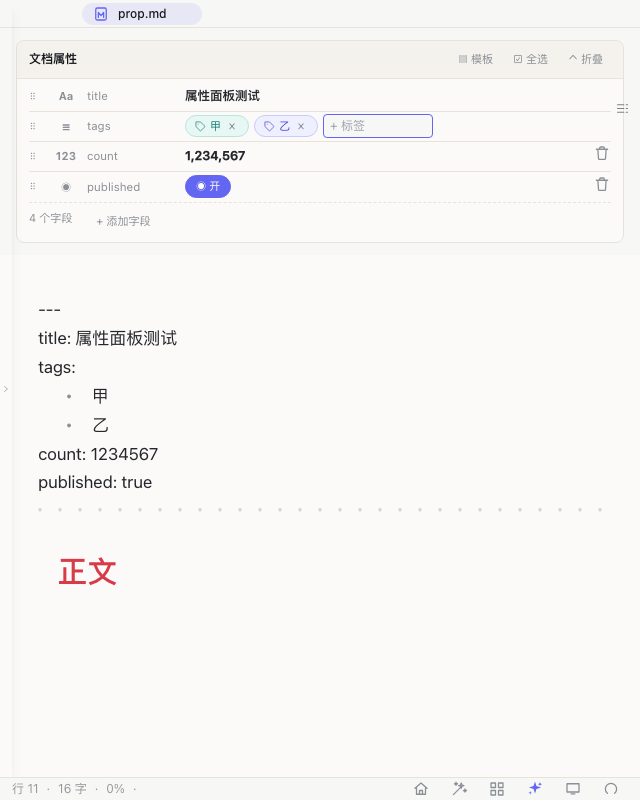 prop.md
文档属性 模板 全选 折叠
Aa title 属性面板测试
tags 甲 × 乙 × + 标签
123 count 1,234,567
published 开
4 个字段 + 添加字段
---
title: 属性面板测试
tags:
• 甲
• 乙
count: 1234567
published: true
正文
行 11 · 16 字 · 0% ·